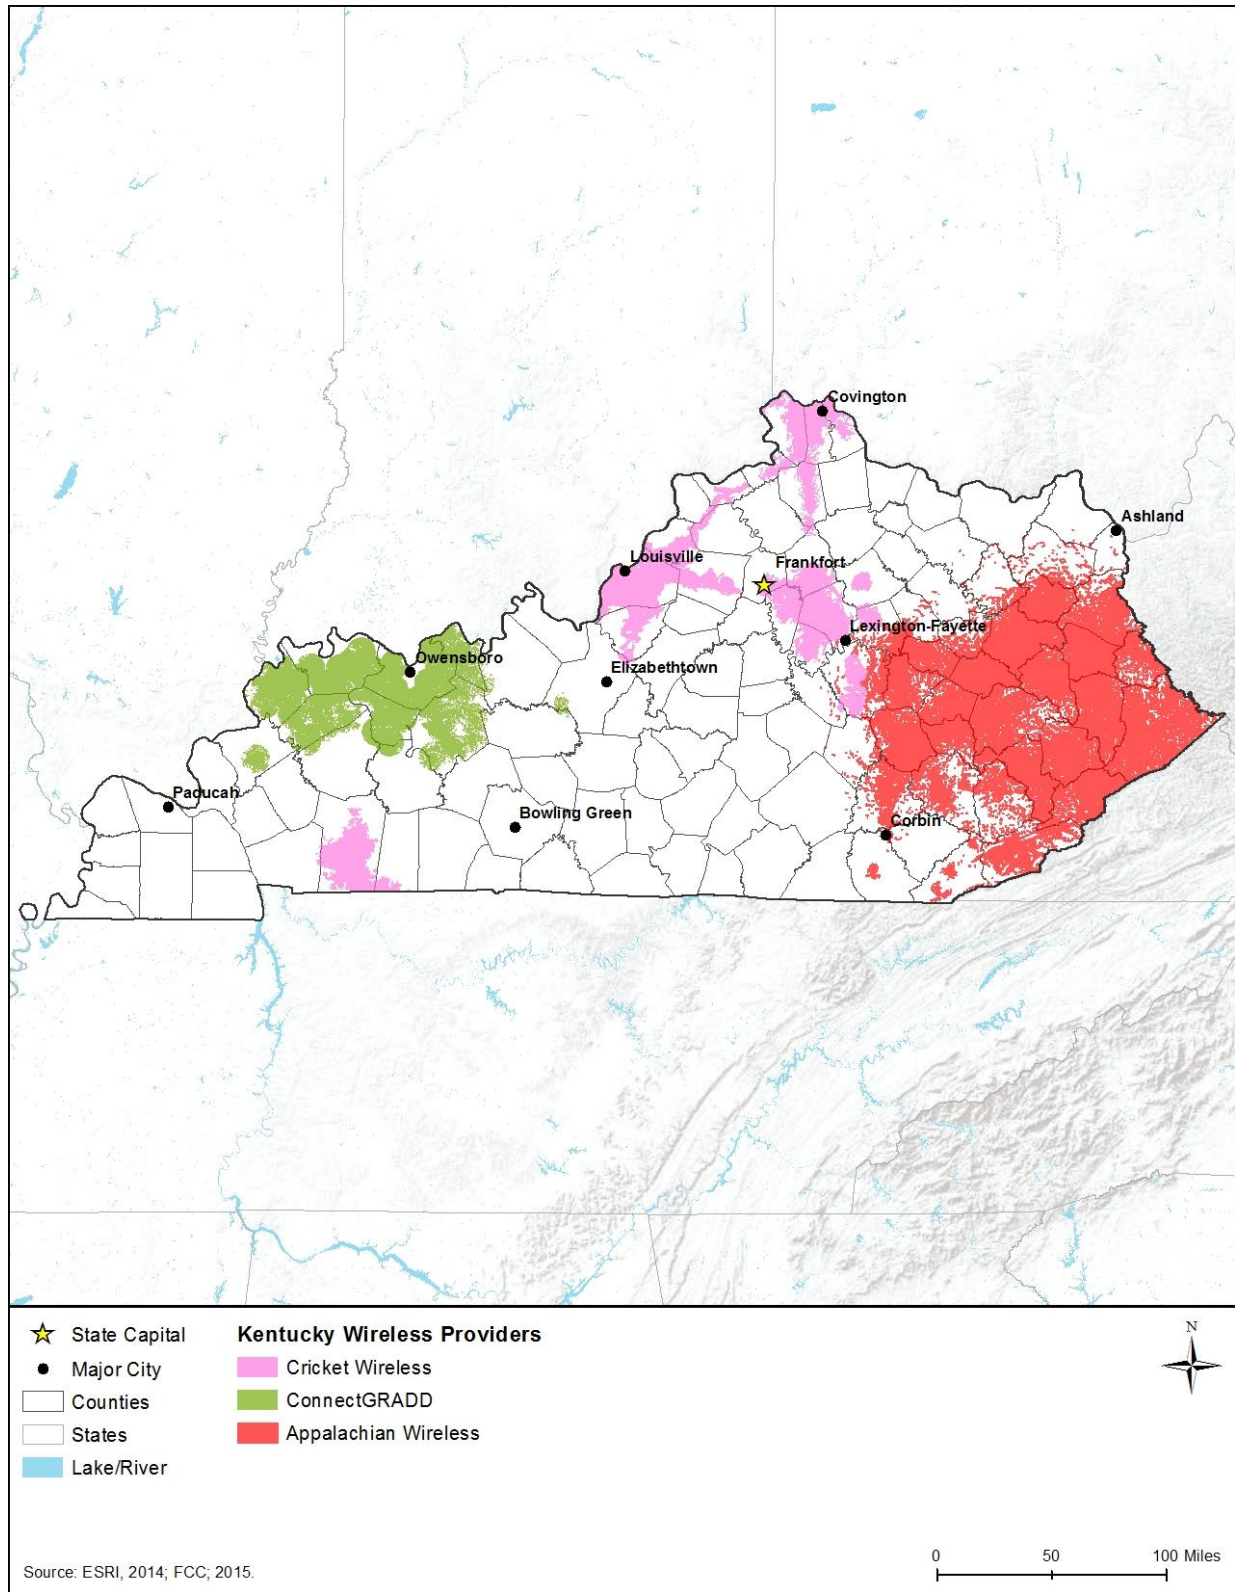 Covington
Ashland
Louisville
Frankfort
Lexington-Fayette
Owensboro
Elizabethtown
Paducah
Bowling Green
Corbin
State Capital
Major City
Counties
States
Lake/River
Kentucky Wireless Providers
Cricket Wireless
ConnectGRADD
Appalachian Wireless
N
0 50 100 Miles
Source: ESRI, 2014; FCC; 2015.